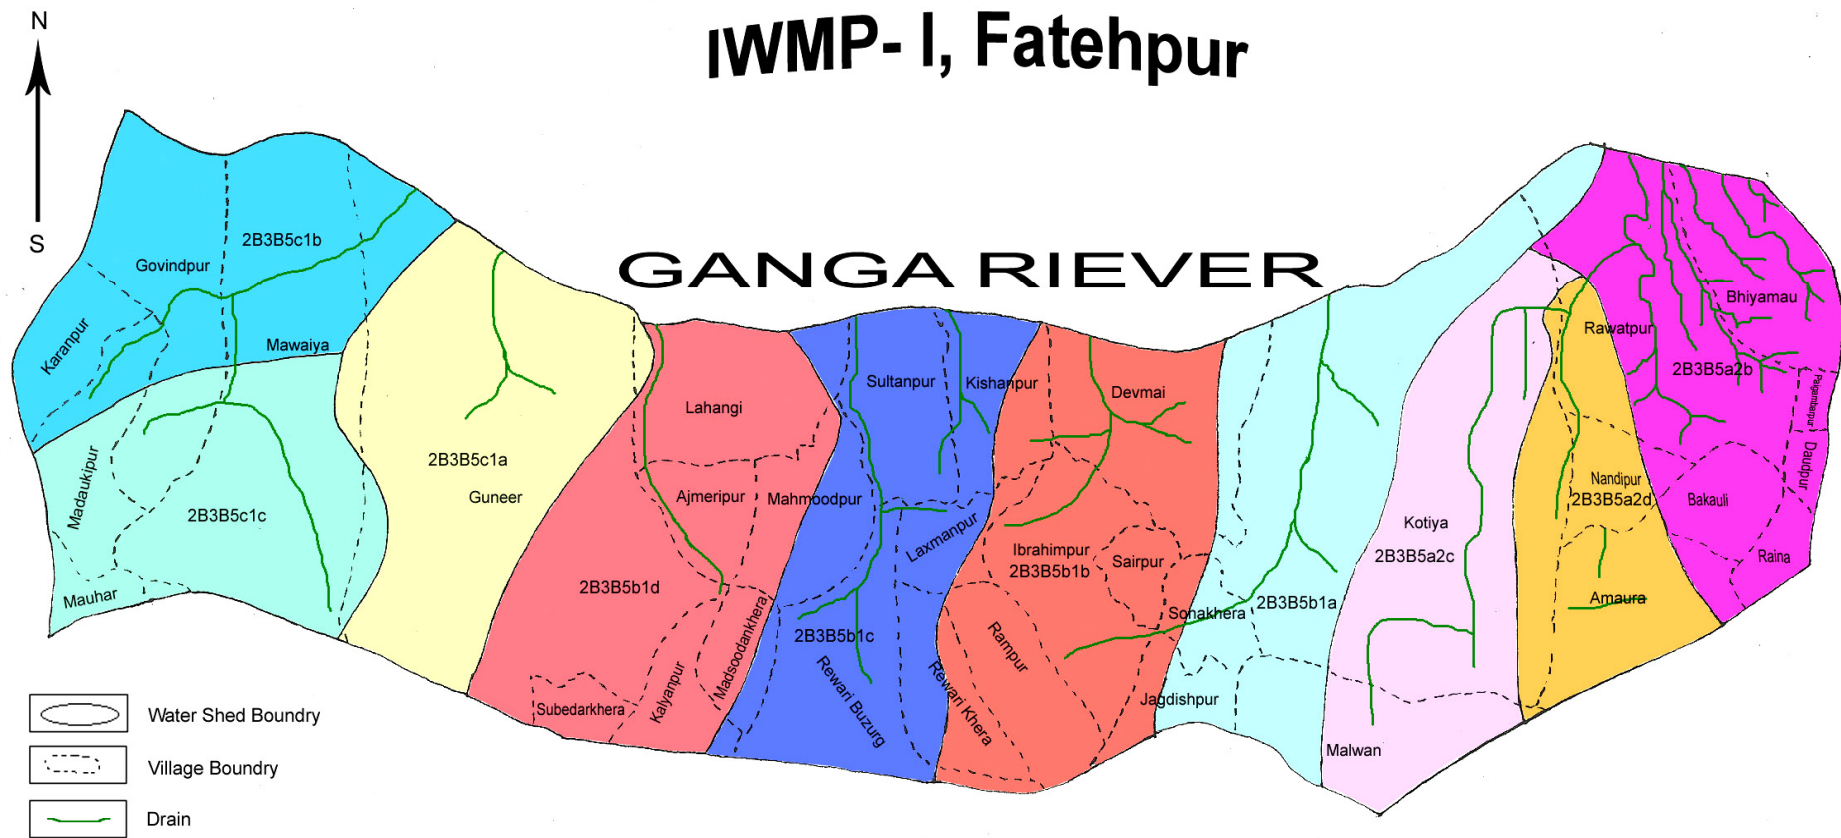 IWMP- I, Fatehpur
N
S
GANGA RIEVER
2B3B5c1b
Govindpur
Karanpur
Mawaiya
Madaukipur
2B3B5c1c
Mauhar
2B3B5c1a
Guneer
Lahangi
Ajmeripur
2B3B5b1d
Subedarkhera
Kalyanpur
Madsoodankhera
Mahmoodpur
Sultanpur
Kishanpur
Laxmanpur
2B3B5b1c
Rewari Buzurg
Rewari Khera
Devmai
Ibrahimpur
2B3B5b1b
Sairpur
Rampur
Sonakhera
2B3B5b1a
Jagdishpur
Kotiya
2B3B5a2c
Malwan
Rawatpur
Nandipur
2B3B5a2d
Amaura
Bhiyamau
2B3B5a2b
Paigambarpur
Daudpur
Bakauli
Raina
Water Shed Boundry
Village Boundry
Drain